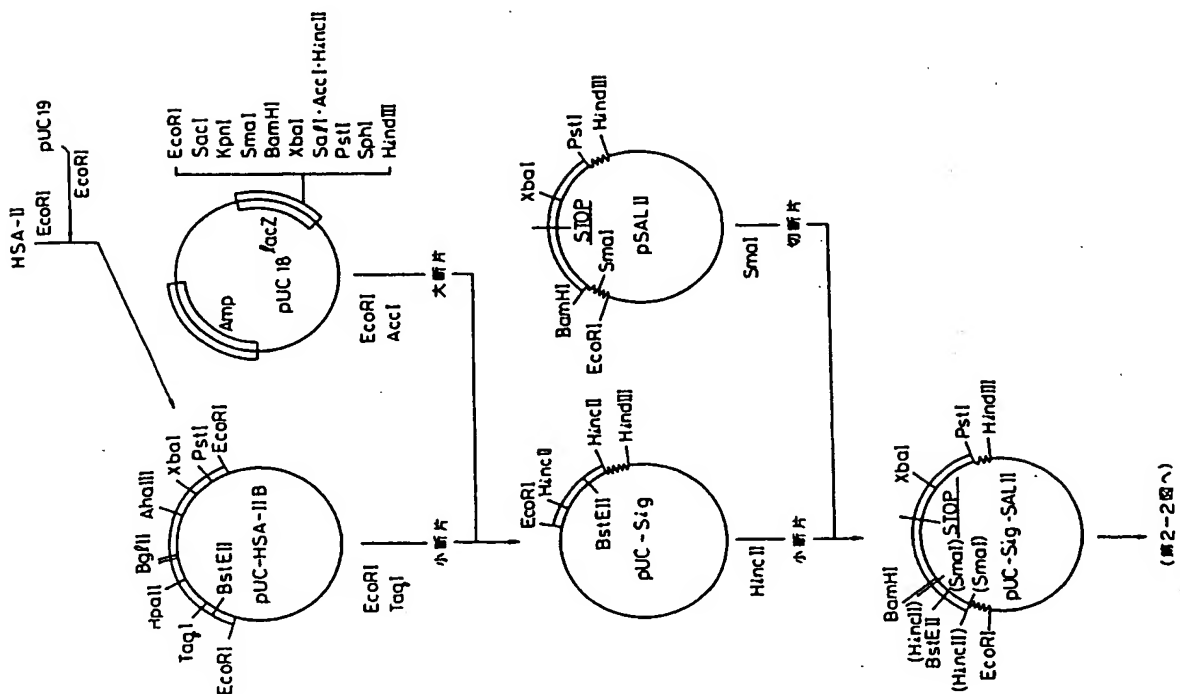 HSA-II
EcoRI
pUC19
EcoRI
EcoRI
TaqI
HpaII
BglII
AhaIII
XbaI
PstI
EcoRI
BstEII
pUC-HSA-IIB
Amp
pUC18
lacZ
EcoRI
SacI
KpnI
SmaI
BamHI
XbaI
SalI·AccI·HincII
PstI
SphI
HindIII
EcoRI
TaqI
小断片
EcoRI
AccI
大断片
EcoRI
HincII
HincII
HindIII
BstEII
pUC-Sig
EcoRI
BamHI
SmaI
STOP
XbaI
PstI
HindIII
pSALII
HincII
小断片
SmaI
切断片
BamHI
(HincII)
BstEII
(HincII)
EcoRI
(SmaI)
(SmaI)
STOP
XbaI
PstI
HindIII
pUC-Sig-SALII
(第2-2図へ)